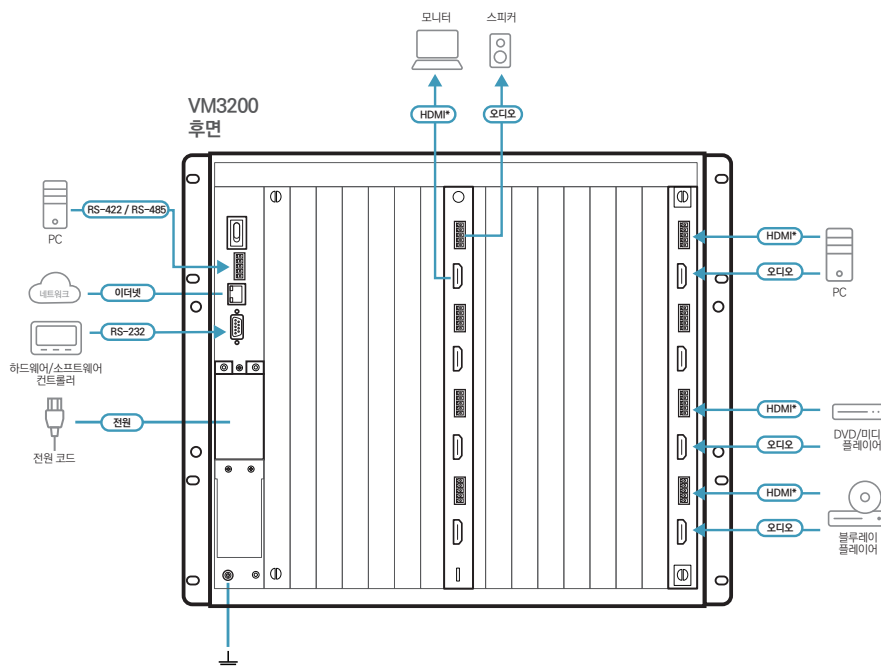 모니터
스피커
HDMI*
오디오
VM3200
후면
RS-422 / RS-485
PC
네트워크
이더넷
RS-232
하드웨어/소프트웨어
컨트롤러
전원
전원 코드
HDMI*
오디오
PC
HDMI*
DVD/미디
플레이어
오디오
HDMI*
오디오
블루레이
플레이어